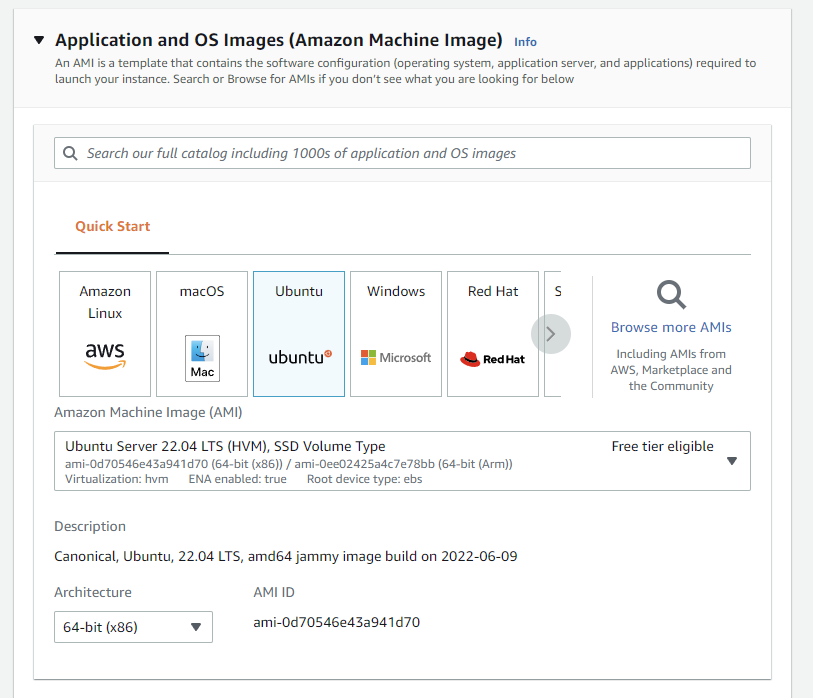 Application and OS Images (Amazon Machine Image) Info
An AMI is a template that contains the software configuration (operating system, application server, and applications) required to
launch your instance. Search or Browse for AMIs if you don’t see what you are looking for below
Search our full catalog including 1000s of application and OS images
Quick Start
Amazon
Linux
aws
macOS
Mac
Ubuntu
ubuntu
Windows
Microsoft
Red Hat
Red Hat
S
Browse more AMIs
Including AMIs from
AWS, Marketplace and
the Community
Amazon Machine Image (AMI)
Ubuntu Server 22.04 LTS (HVM), SSD Volume Type
Free tier eligible
ami-0d70546e43a941d70 (64-bit (x86)) / ami-0ee02425a4c7e78bb (64-bit (Arm))
Virtualization: hvm ENA enabled: true Root device type: ebs
Description
Canonical, Ubuntu, 22.04 LTS, amd64 jammy image build on 2022-06-09
Architecture
AMI ID
64-bit (x86)
ami-0d70546e43a941d70